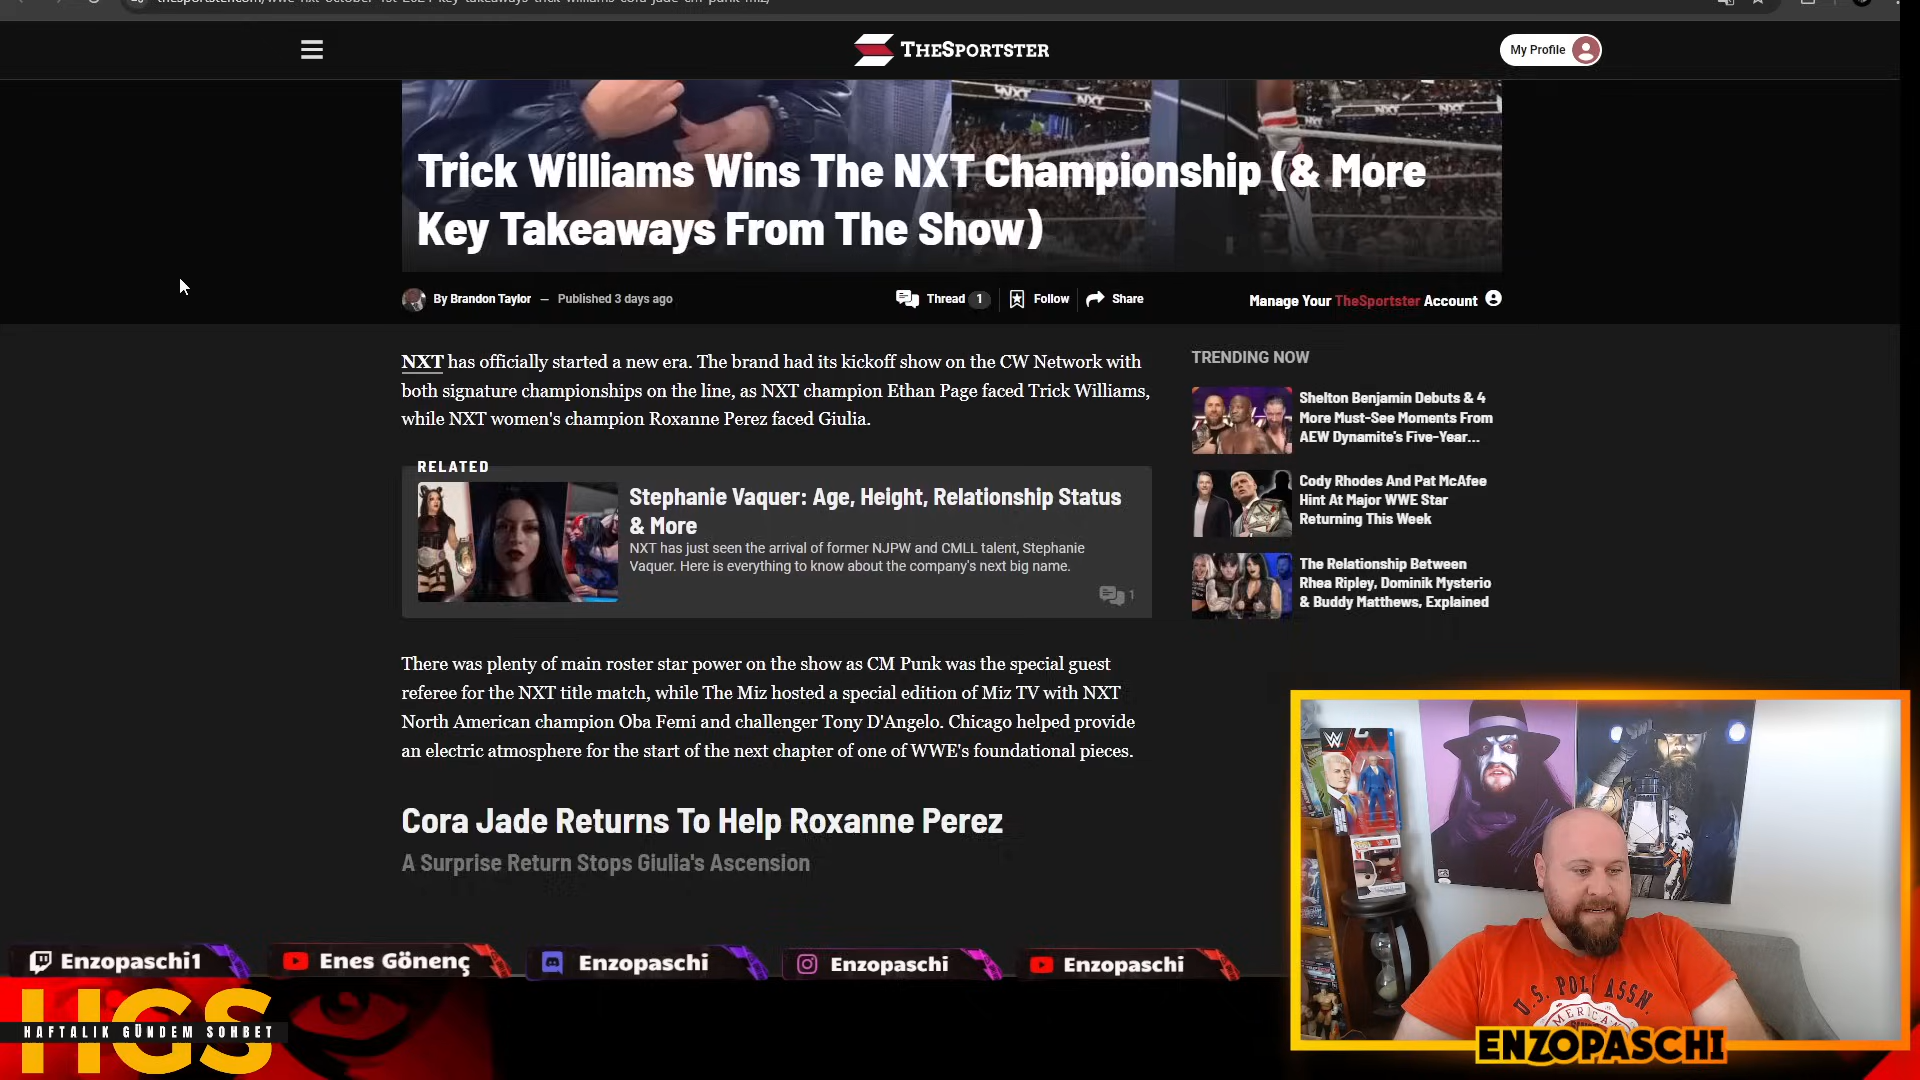 THESPORTSTER
My Profile
NXT
NXT
NXT
Trick Williams Wins The NXT Championship (& More
Key Takeaways From The Show)
By Brandon Taylor — Published 3 days ago
Thread 1
Follow
Share
Manage Your TheSportster Account
NXT has officially started a new era. The brand had its kickoff show on the CW Network with
both signature championships on the line, as NXT champion Ethan Page faced Trick Williams,
while NXT women's champion Roxanne Perez faced Giulia.
RELATED
Stephanie Vaquer: Age, Height, Relationship Status
& More
NXT has just seen the arrival of former NJPW and CMLL talent, Stephanie
Vaquer. Here is everything to know about the company's next big name.
1
There was plenty of main roster star power on the show as CM Punk was the special guest
referee for the NXT title match, while The Miz hosted a special edition of Miz TV with NXT
North American champion Oba Femi and challenger Tony D'Angelo. Chicago helped provide
an electric atmosphere for the start of the next chapter of one of WWE's foundational pieces.
Cora Jade Returns To Help Roxanne Perez
A Surprise Return Stops Giulia's Ascension
TRENDING NOW
Shelton Benjamin Debuts & 4
More Must-See Moments From
AEW Dynamite's Five-Year...
Cody Rhodes And Pat McAfee
Hint At Major WWE Star
Returning This Week
The Relationship Between
Rhea Ripley, Dominik Mysterio
& Buddy Matthews, Explained
Enzopaschi1
Enes Gönenç
Enzopaschi
Enzopaschi
Enzopaschi
HGS
HAFTALIK GÜNDEM SOHBET
U.S. POLO ASSN.
ENZOPASCHI